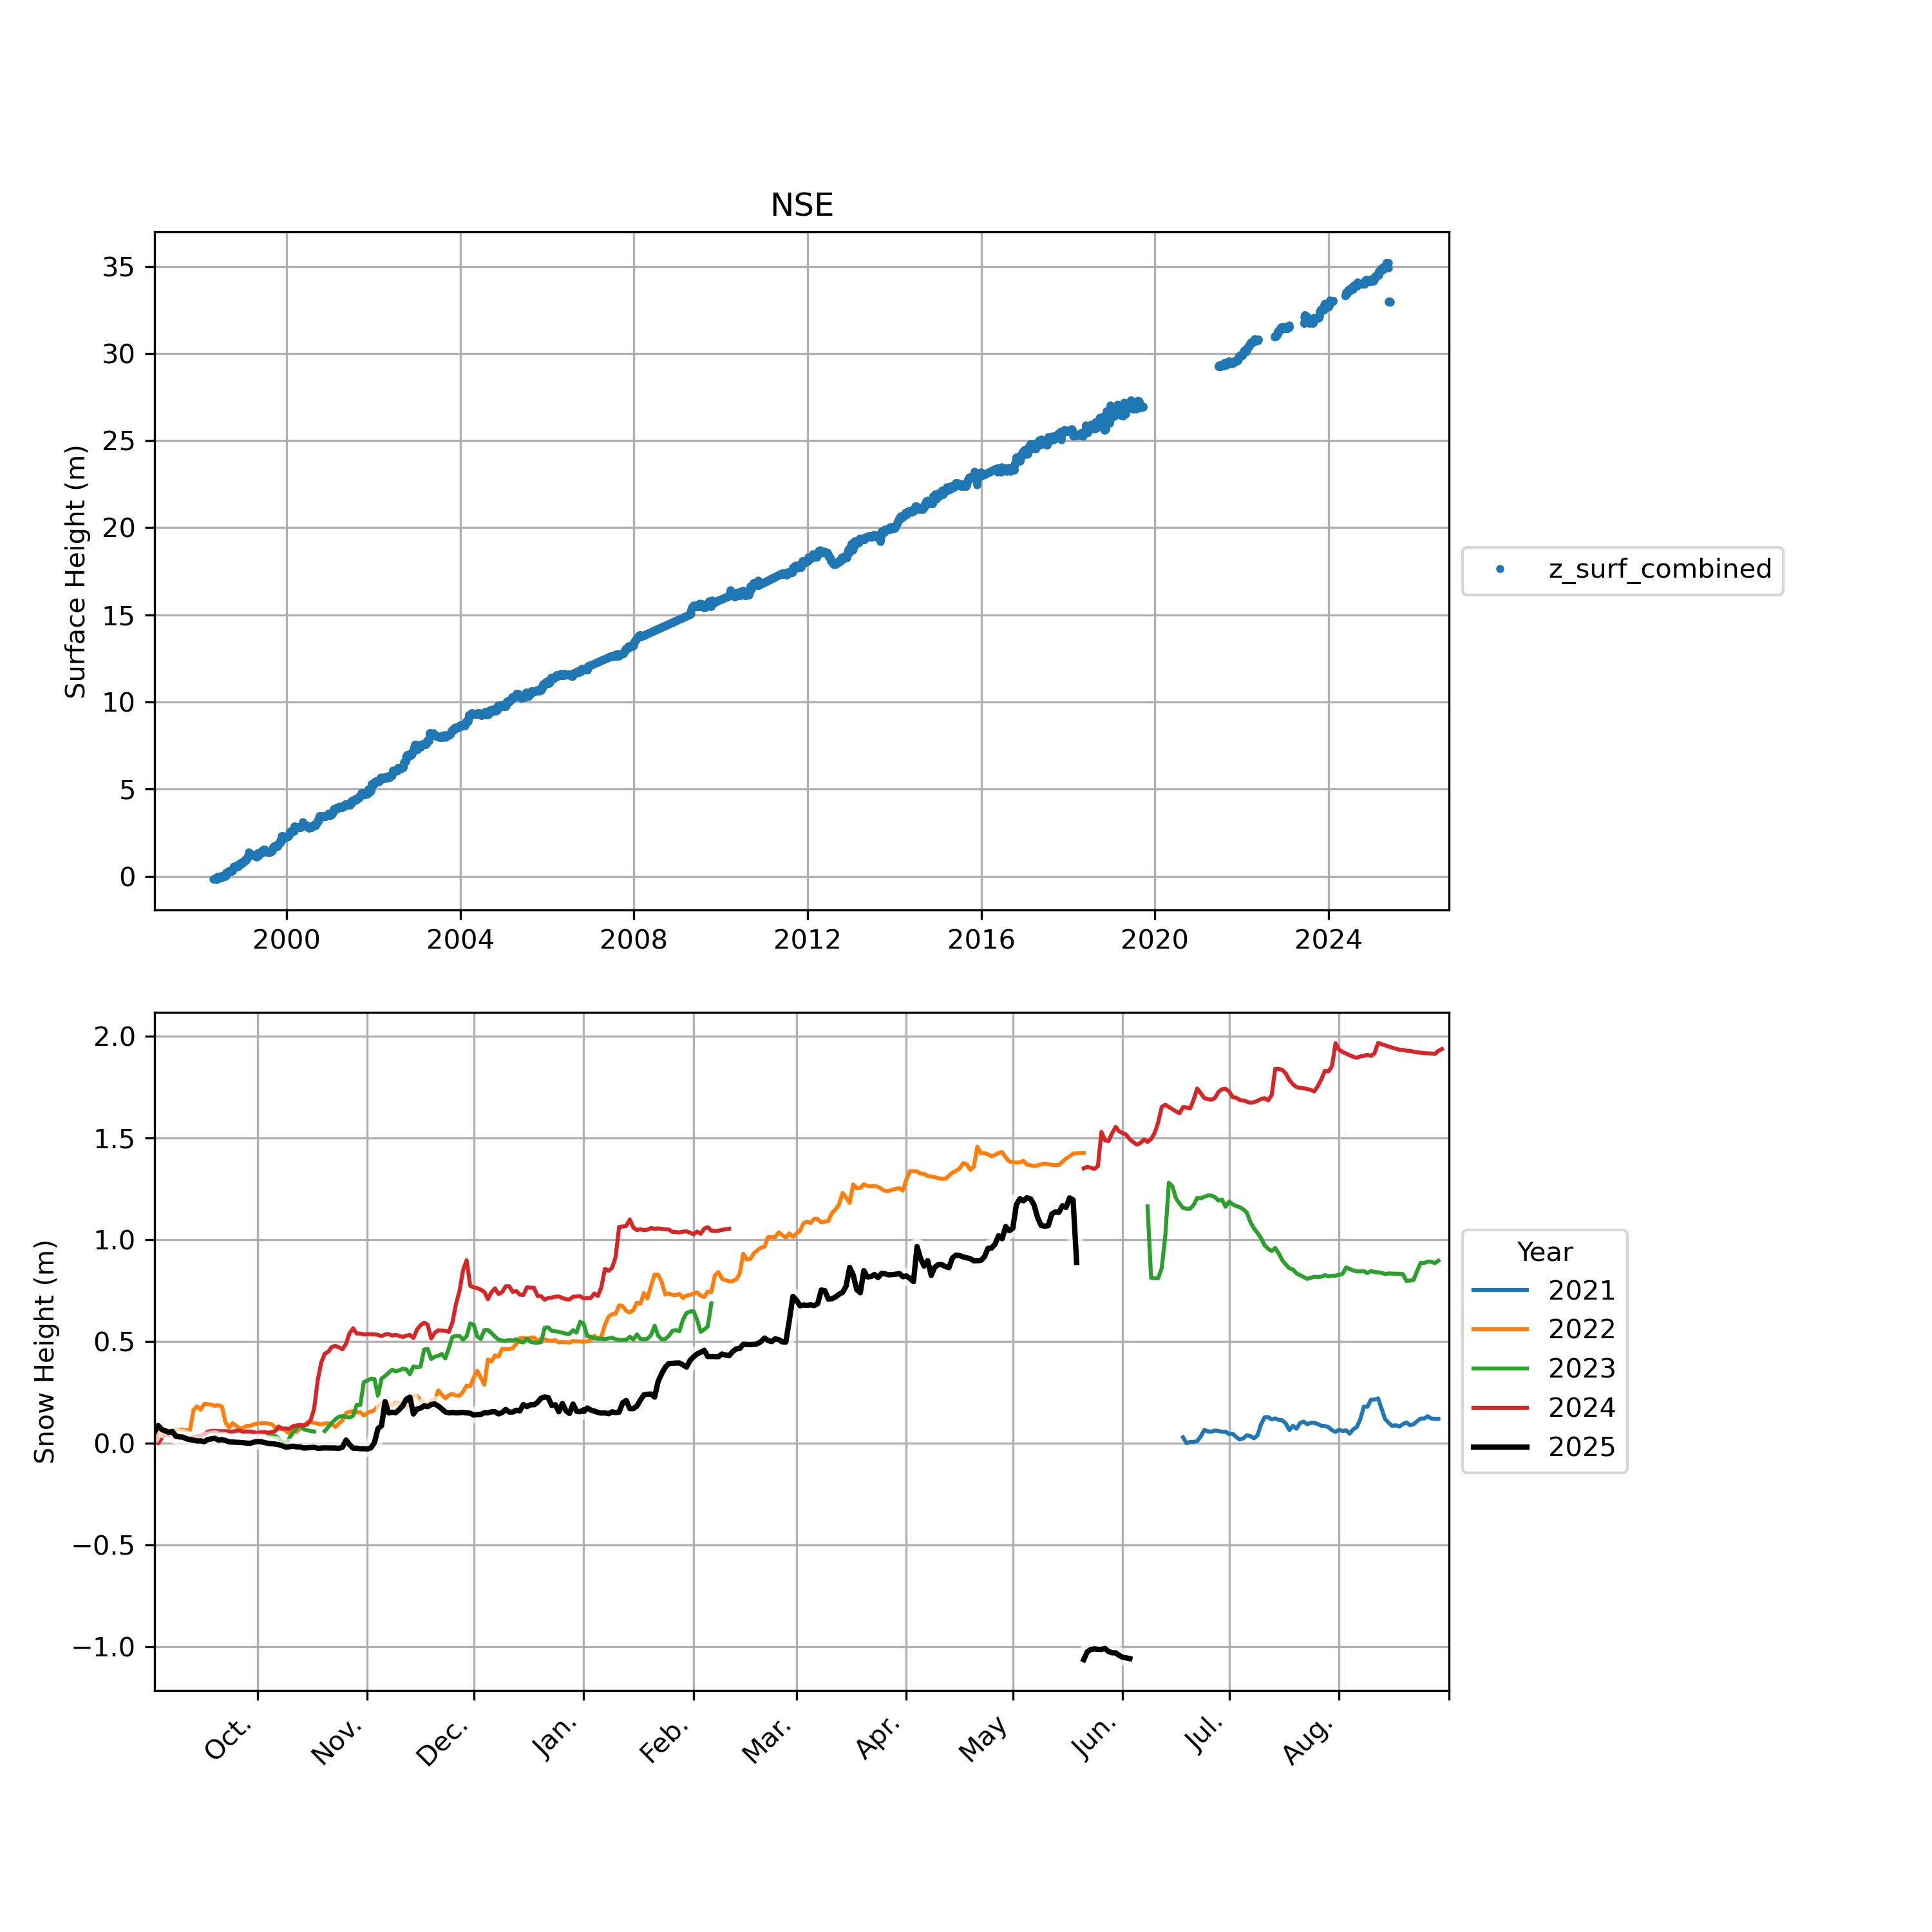 NSE
Surface Height (m)
35
30
25
20
15
10
5
0
2000 2004 2008 2012 2016 2020 2024
z_surf_combined
Snow Height (m)
2.0
1.5
1.0
0.5
0.0
−0.5
−1.0
Oct. Nov. Dec. Jan. Feb. Mar. Apr. May Jun. Jul. Aug.
Year
2021
2022
2023
2024
2025